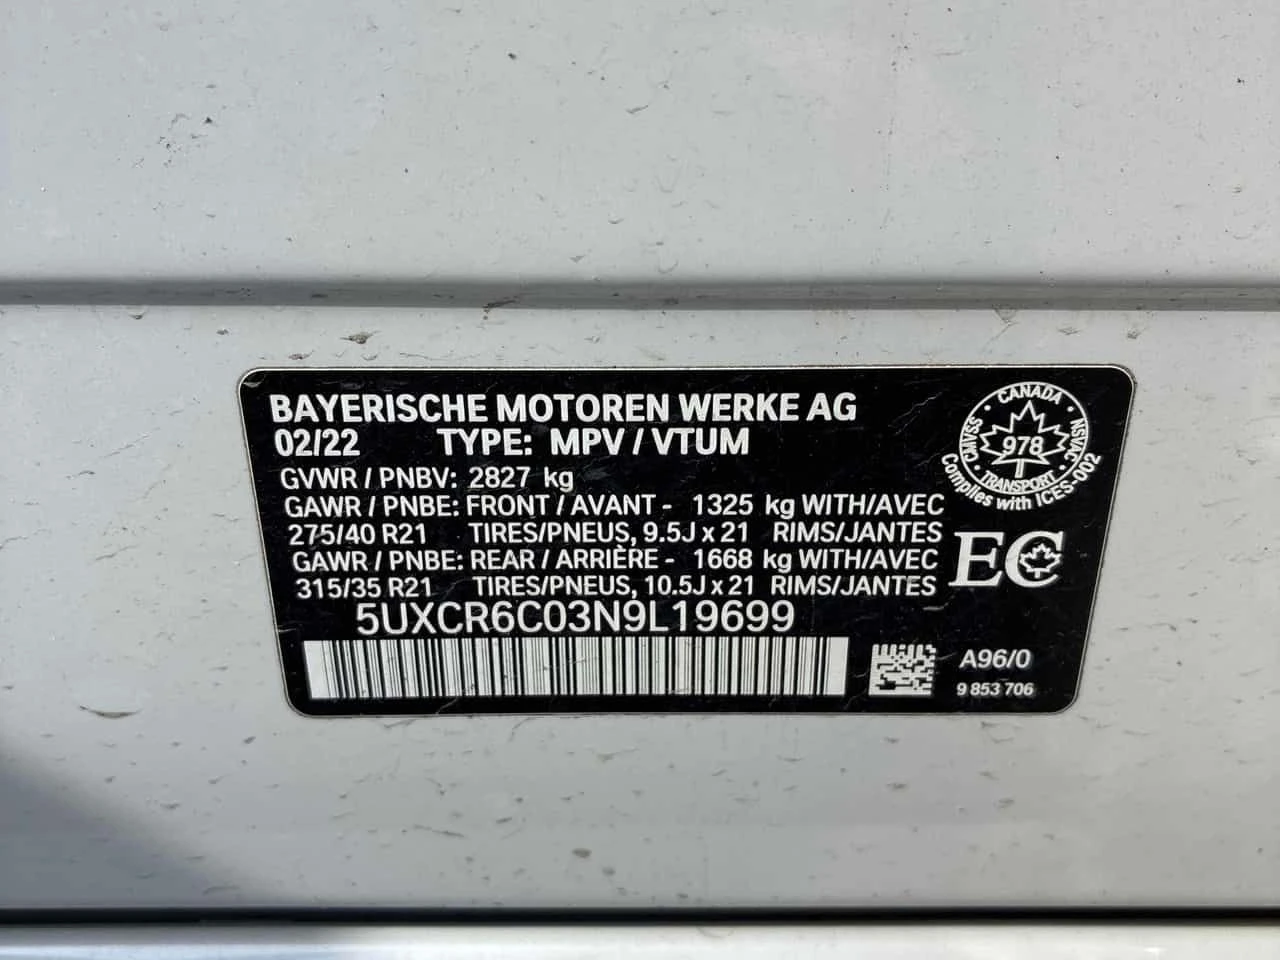 BAYERISCHE MOTOREN WERKE AG
02/22 TYPE: MPV / VTUM
GVWR / PNBV: 2827 kg
GAWR / PNBE: FRONT / AVANT - 1325 kg WITH/AVEC
275/40 R21 TIRES/PNEUS, 9.5J x 21 RIMS/JANTES
GAWR / PNBE: REAR / ARRIÈRE - 1668 kg WITH/AVEC
315/35 R21 TIRES/PNEUS, 10.5J x 21 RIMS/JANTES
5UXCR6C03N9L19699
CANADA
CMVSS 978 NSVAC
TRANSPORT
Complies with ICES-002
EC
A96/0
9 853 706